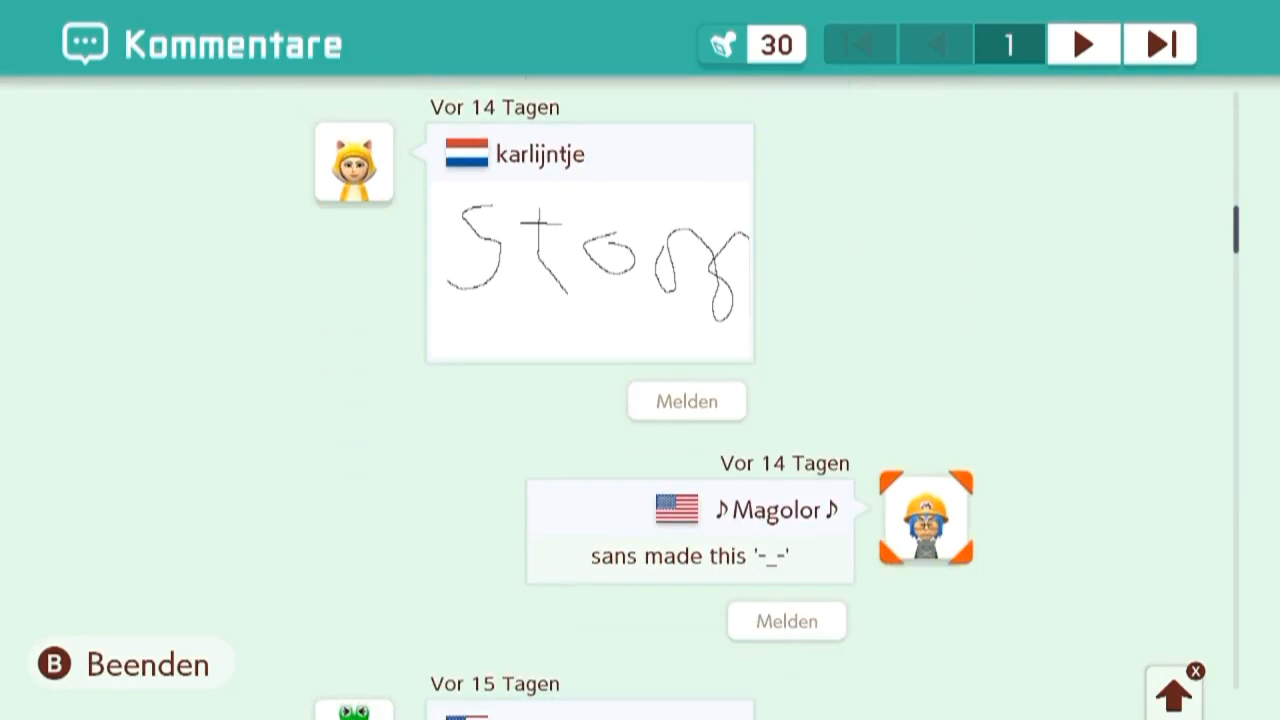 Kommentare
30
1
Vor 14 Tagen
karlijntje
Melden
Vor 14 Tagen
♪Magolor♪
sans made this '-_-'
Melden
B Beenden
X
Vor 15 Tagen